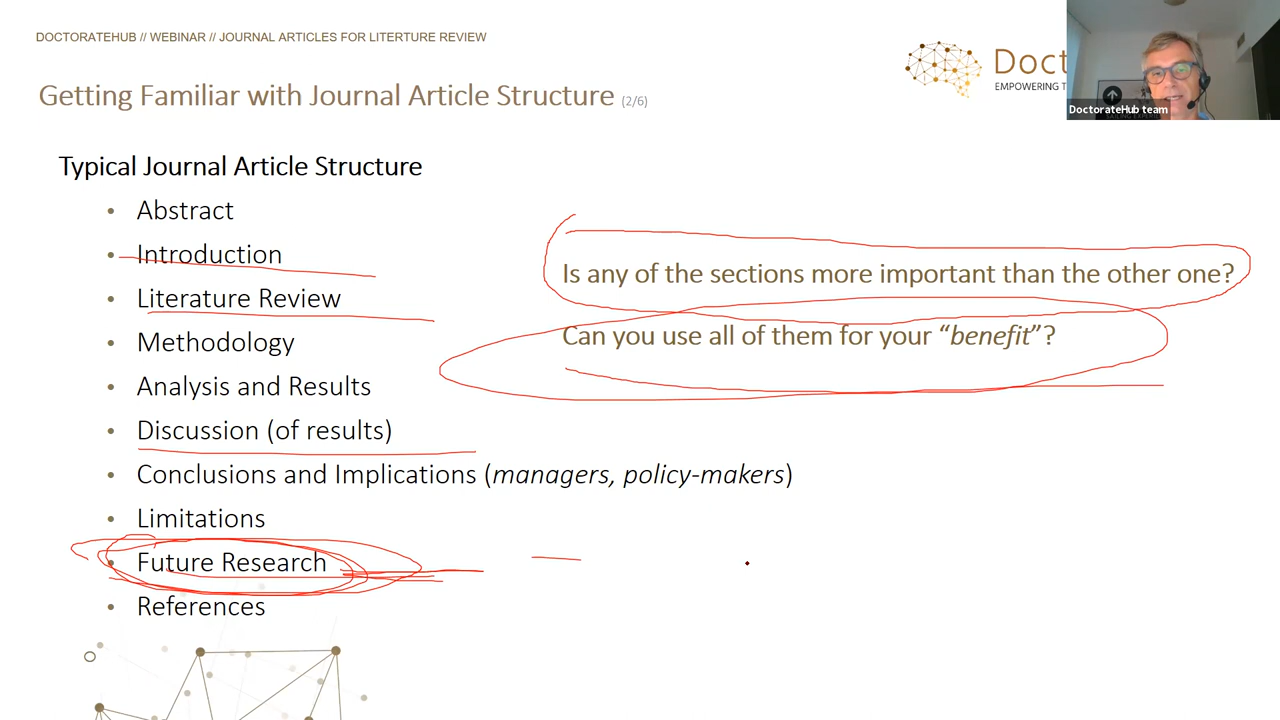 DOCTORATEHUB // WEBINAR // JOURNAL ARTICLES FOR LITERTURE REVIEW
Getting Familiar with Journal Article Structure (2/6)
Doct
EMPOWERING T
DoctorateHub team
Typical Journal Article Structure
• Abstract
• Introduction
• Literature Review
• Methodology
• Analysis and Results
• Discussion (of results)
• Conclusions and Implications (managers, policy-makers)
• Limitations
• Future Research
• References
Is any of the sections more important than the other one?
Can you use all of them for your “benefit”?